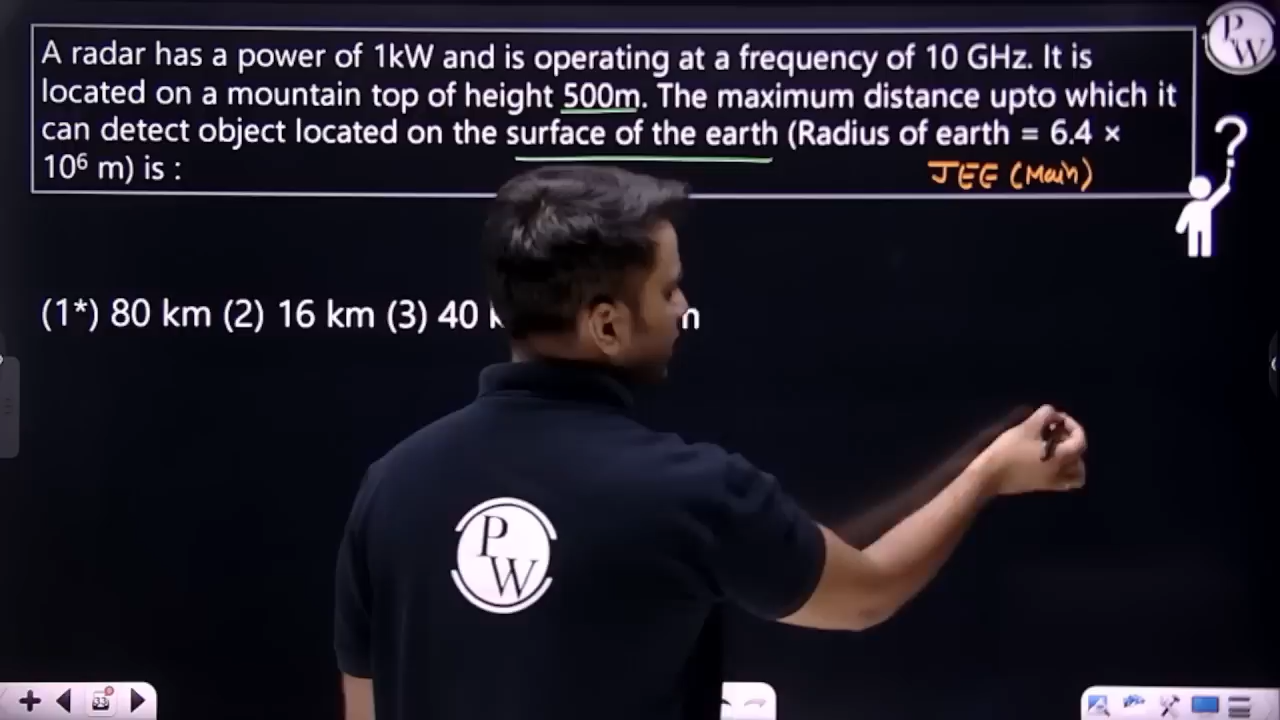 A radar has a power of 1kW and is operating at a frequency of 10 GHz. It is
located on a mountain top of height 500m. The maximum distance upto which it
can detect object located on the surface of the earth (Radius of earth = 6.4 ×
10⁶ m) is :
JEE (Main)
(1*) 80 km (2) 16 km (3) 40
PW
PW